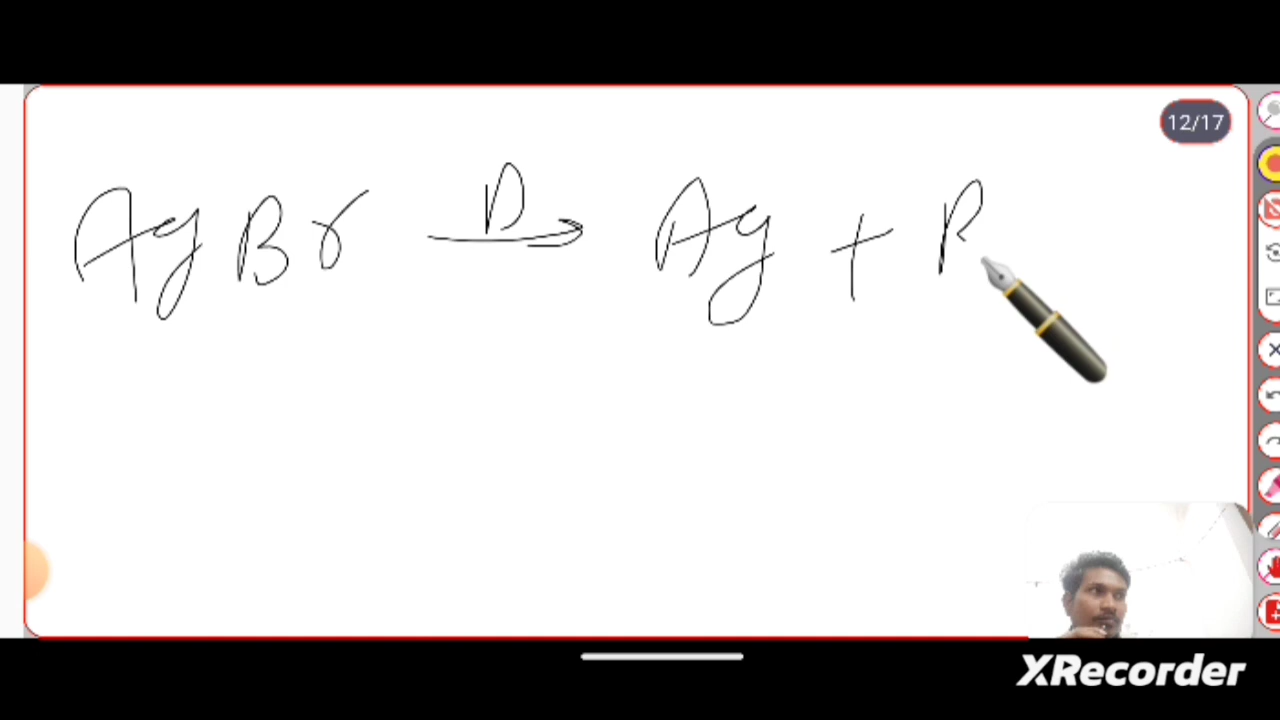 12/17
AgBr D→ Ag + B
XRecorder